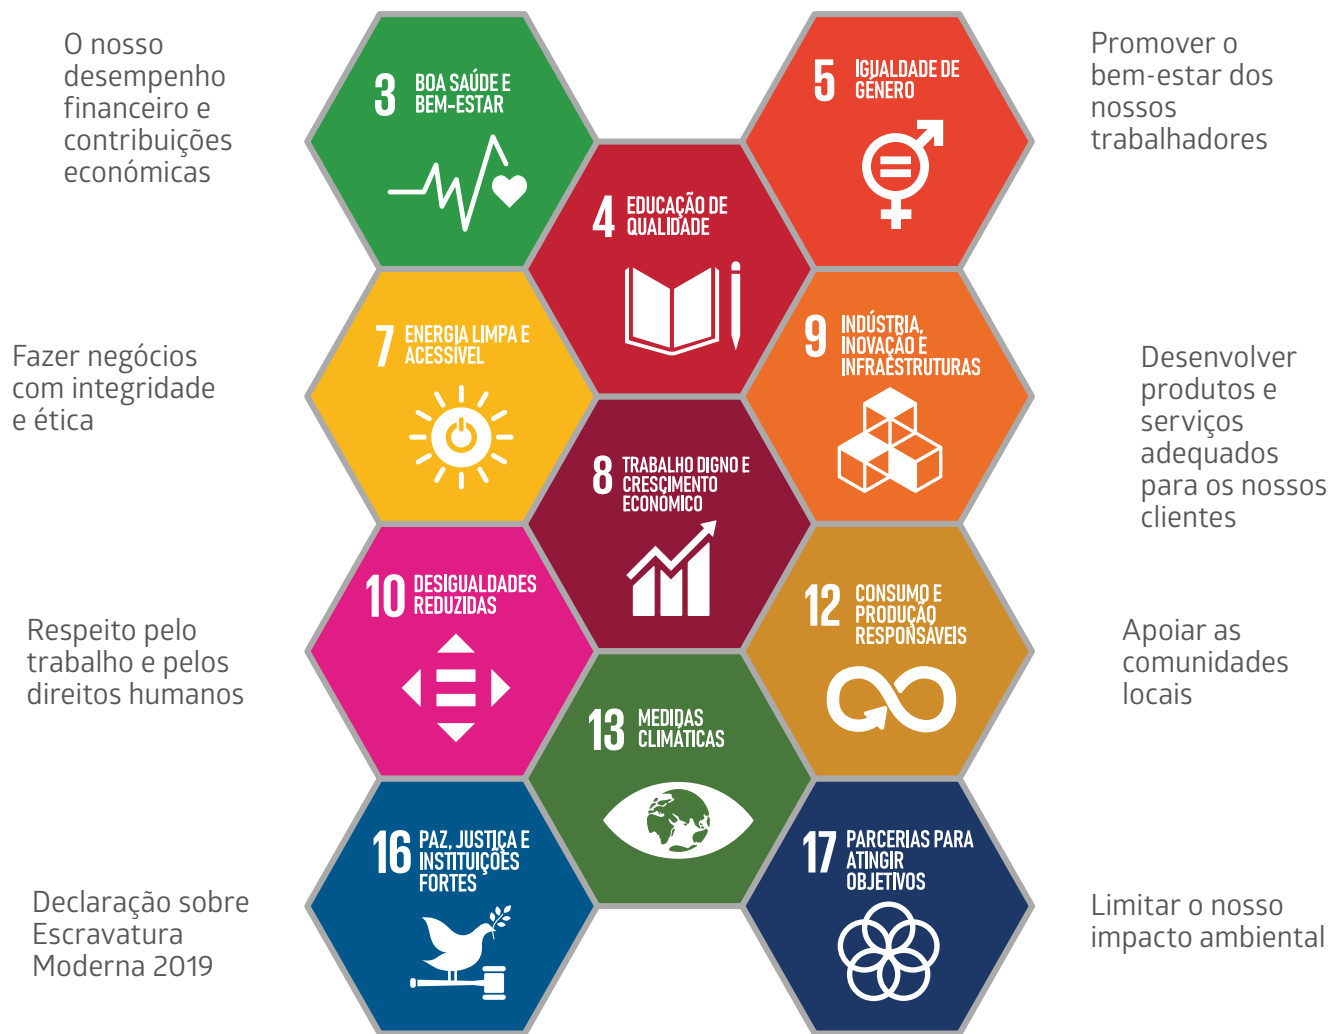 O nosso
desempenho
financeiro e
contribuições
económicas
3 BOA SAÚDE E
BEM-ESTAR
5 IGUALDADE DE
GÉNERO
Promover o
bem-estar dos
nossos
trabalhadores
4 EDUCAÇÃO DE
QUALIDADE
Fazer negócios
com integridade
e ética
7 ENERGIA LIMPA E
ACESSÍVEL
9 INDÚSTRIA,
INOVAÇÃO E
INFRAESTRUTURAS
Desenvolver
produtos e
serviços
adequados
para os nossos
clientes
8 TRABALHO DIGNO E
CRESCIMENTO
ECONÓMICO
Respeito pelo
trabalho e pelos
direitos humanos
10 DESIGUALDADES
REDUZIDAS
12 CONSUMO E
PRODUÇÃO
RESPONSÁVEIS
Apoiar as
comunidades
locais
13 MEDIDAS
CLIMÁTICAS
Declaração sobre
Escravatura
Moderna 2019
16 PAZ, JUSTIÇA E
INSTITUIÇÕES
FORTES
17 PARCERIAS PARA
ATINGIR
OBJETIVOS
Limitar o nosso
impacto ambiental